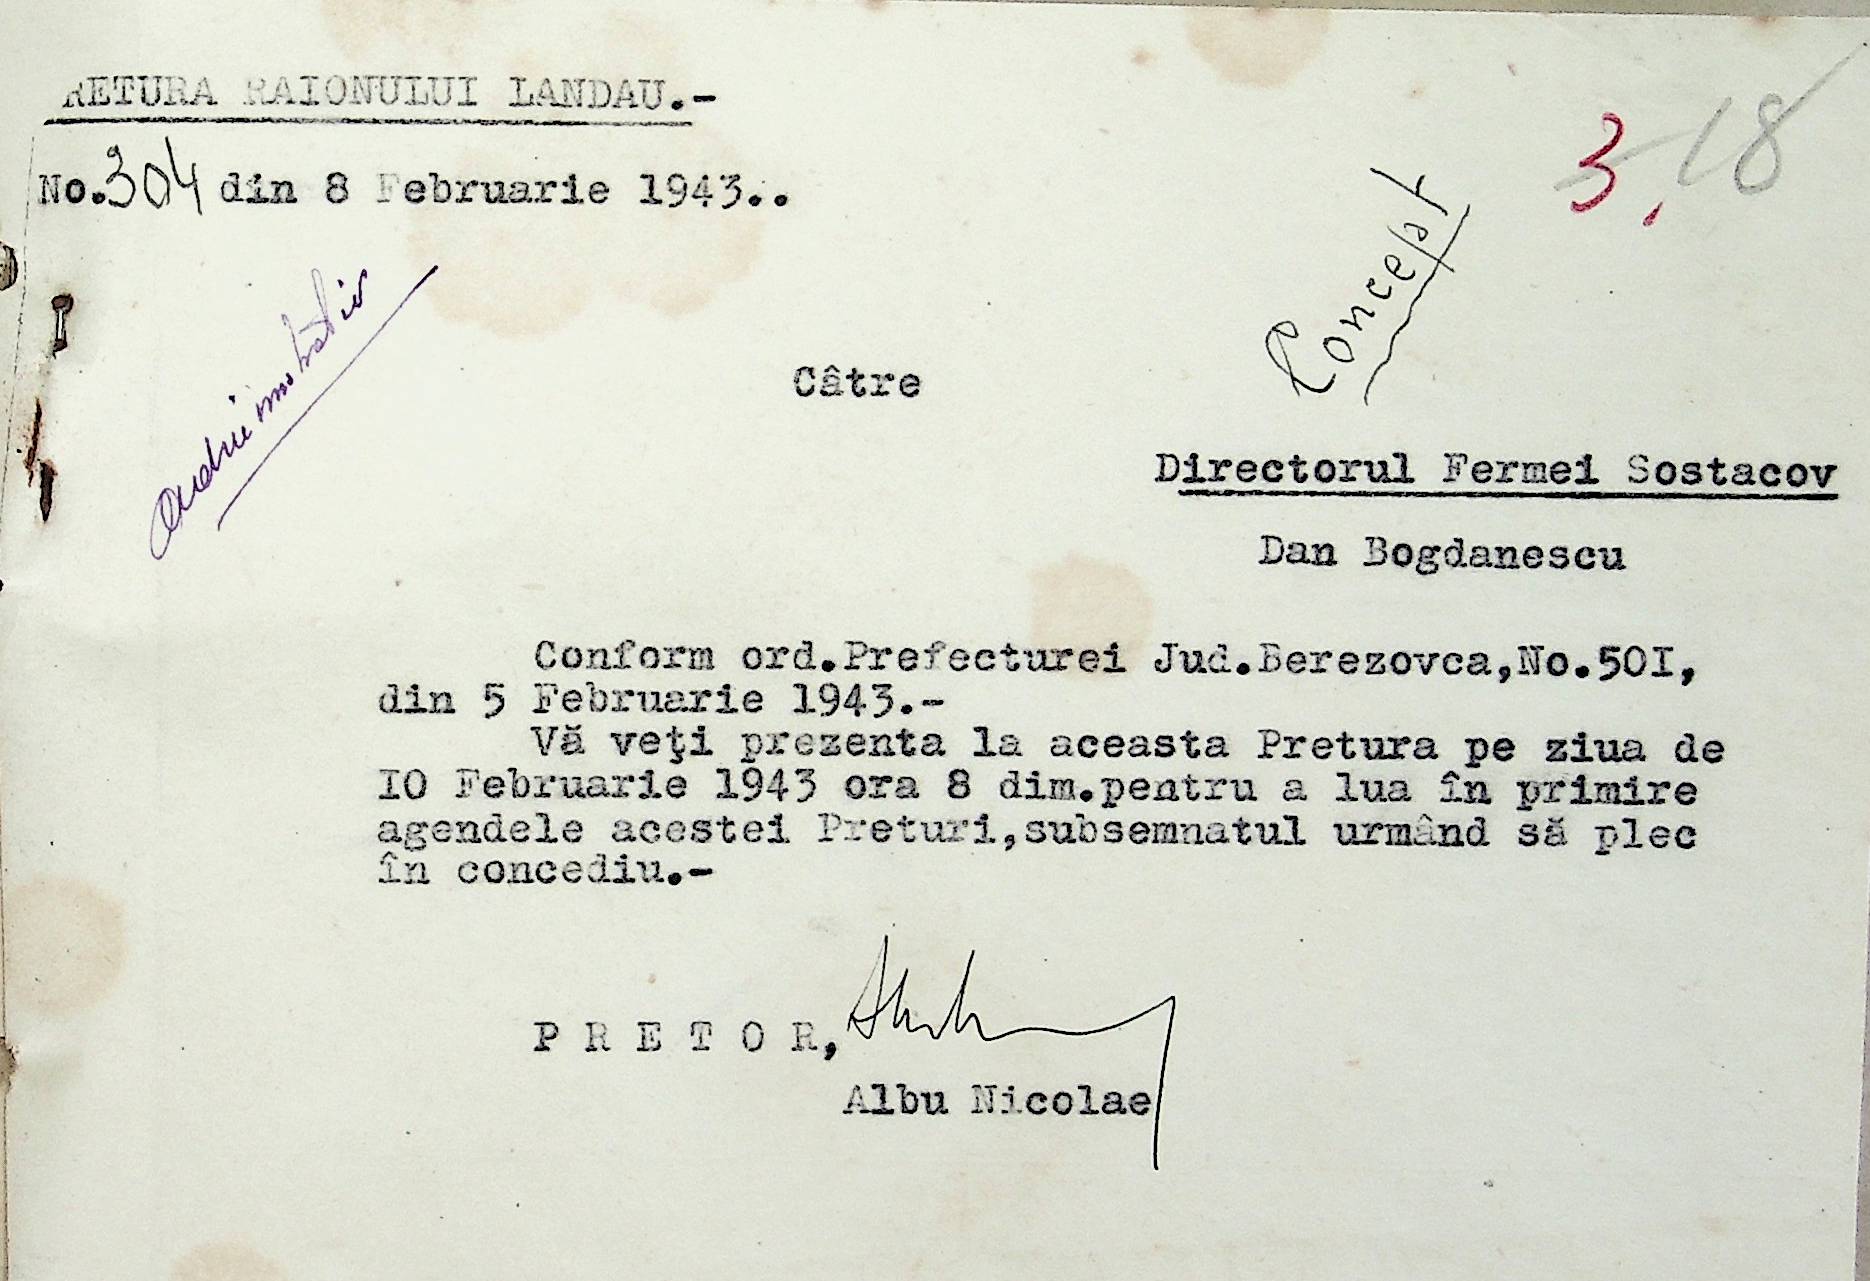 RETURA RAIONULUI LANDAU.-
3. 18
No.304 din 8 Februarie 1943..
Concept
Câtre
Directorul Fermei Sostacov
Dan Bogdanescu
Conform ord.Prefecturei Jud.Berezovca,No.50I,
din 5 Februarie 1943.-
Vă veţi prezenta la aceasta Pretura pe ziua de
IO Februarie 1943 ora 8 dim.pentru a lua în primire
agendele acestei Preturi,subsemnatul urmând să plec
în concediu.-
P R E T O R,
Albu Nicolae